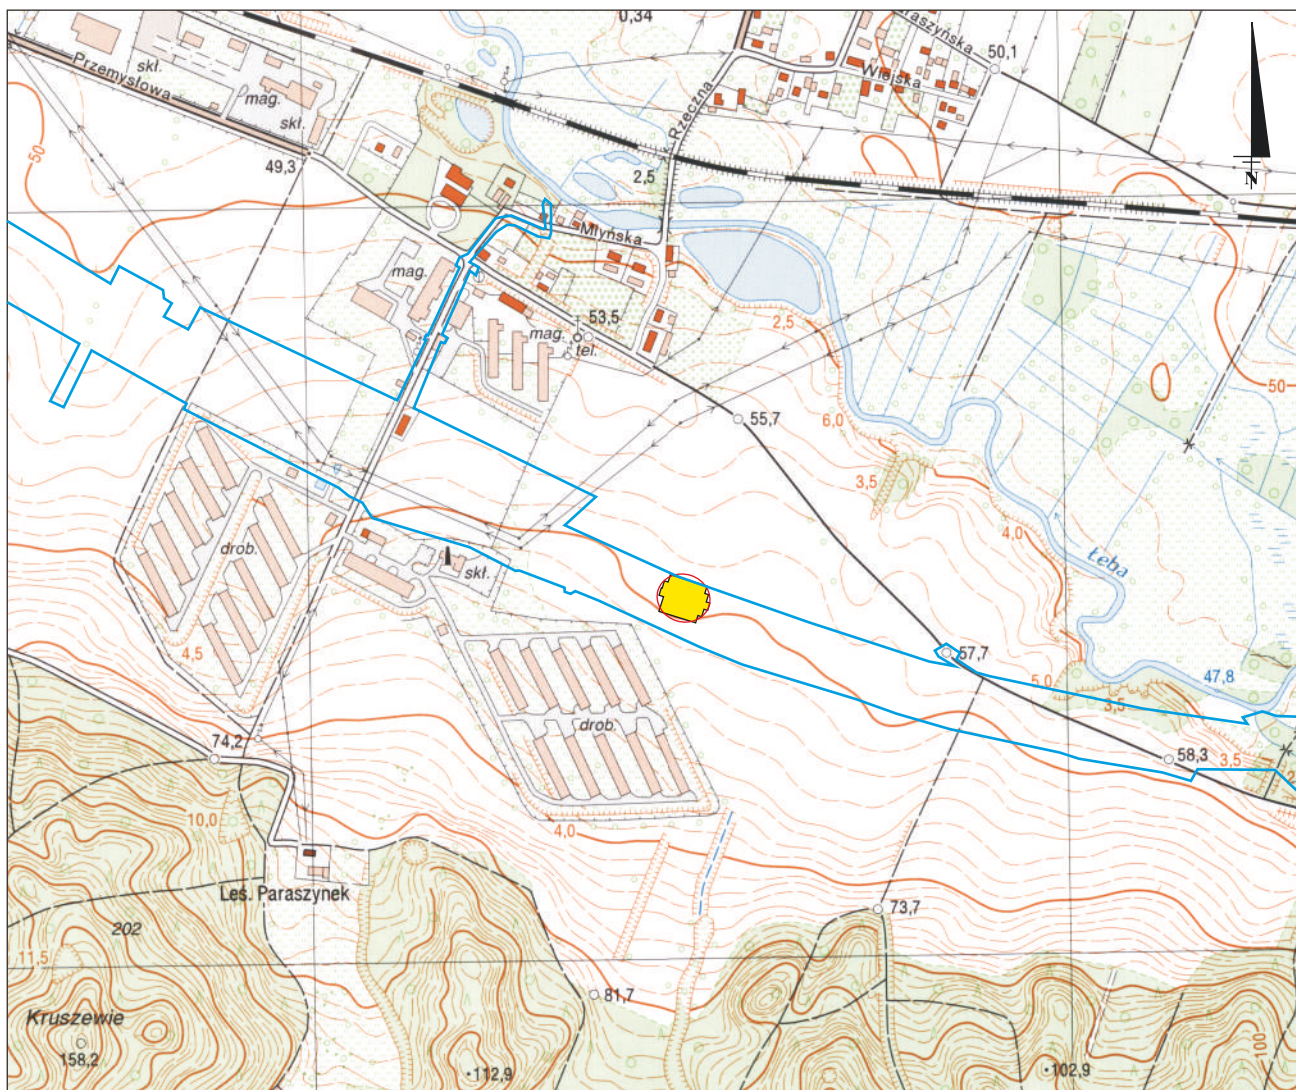 0,34
Paraszyńska
50,1
skł.
Przemysłowa
mag.
skł.
Wiejska
Rzeczna
50
49,3
2,5
N
Młyńska
mag.
53,5
mag.
tel.
2,5
50
55,7
6,0
3,5
4,0
Łeba
drob.
skł.
4,5
57,7
5,0
47,8
3,5
drob.
74,2
58,3
3,5
10,0
4,0
Leś. Paraszynek
73,7
202
11,5
81,7
Kruszewie
158,2
112,9
102,9
100